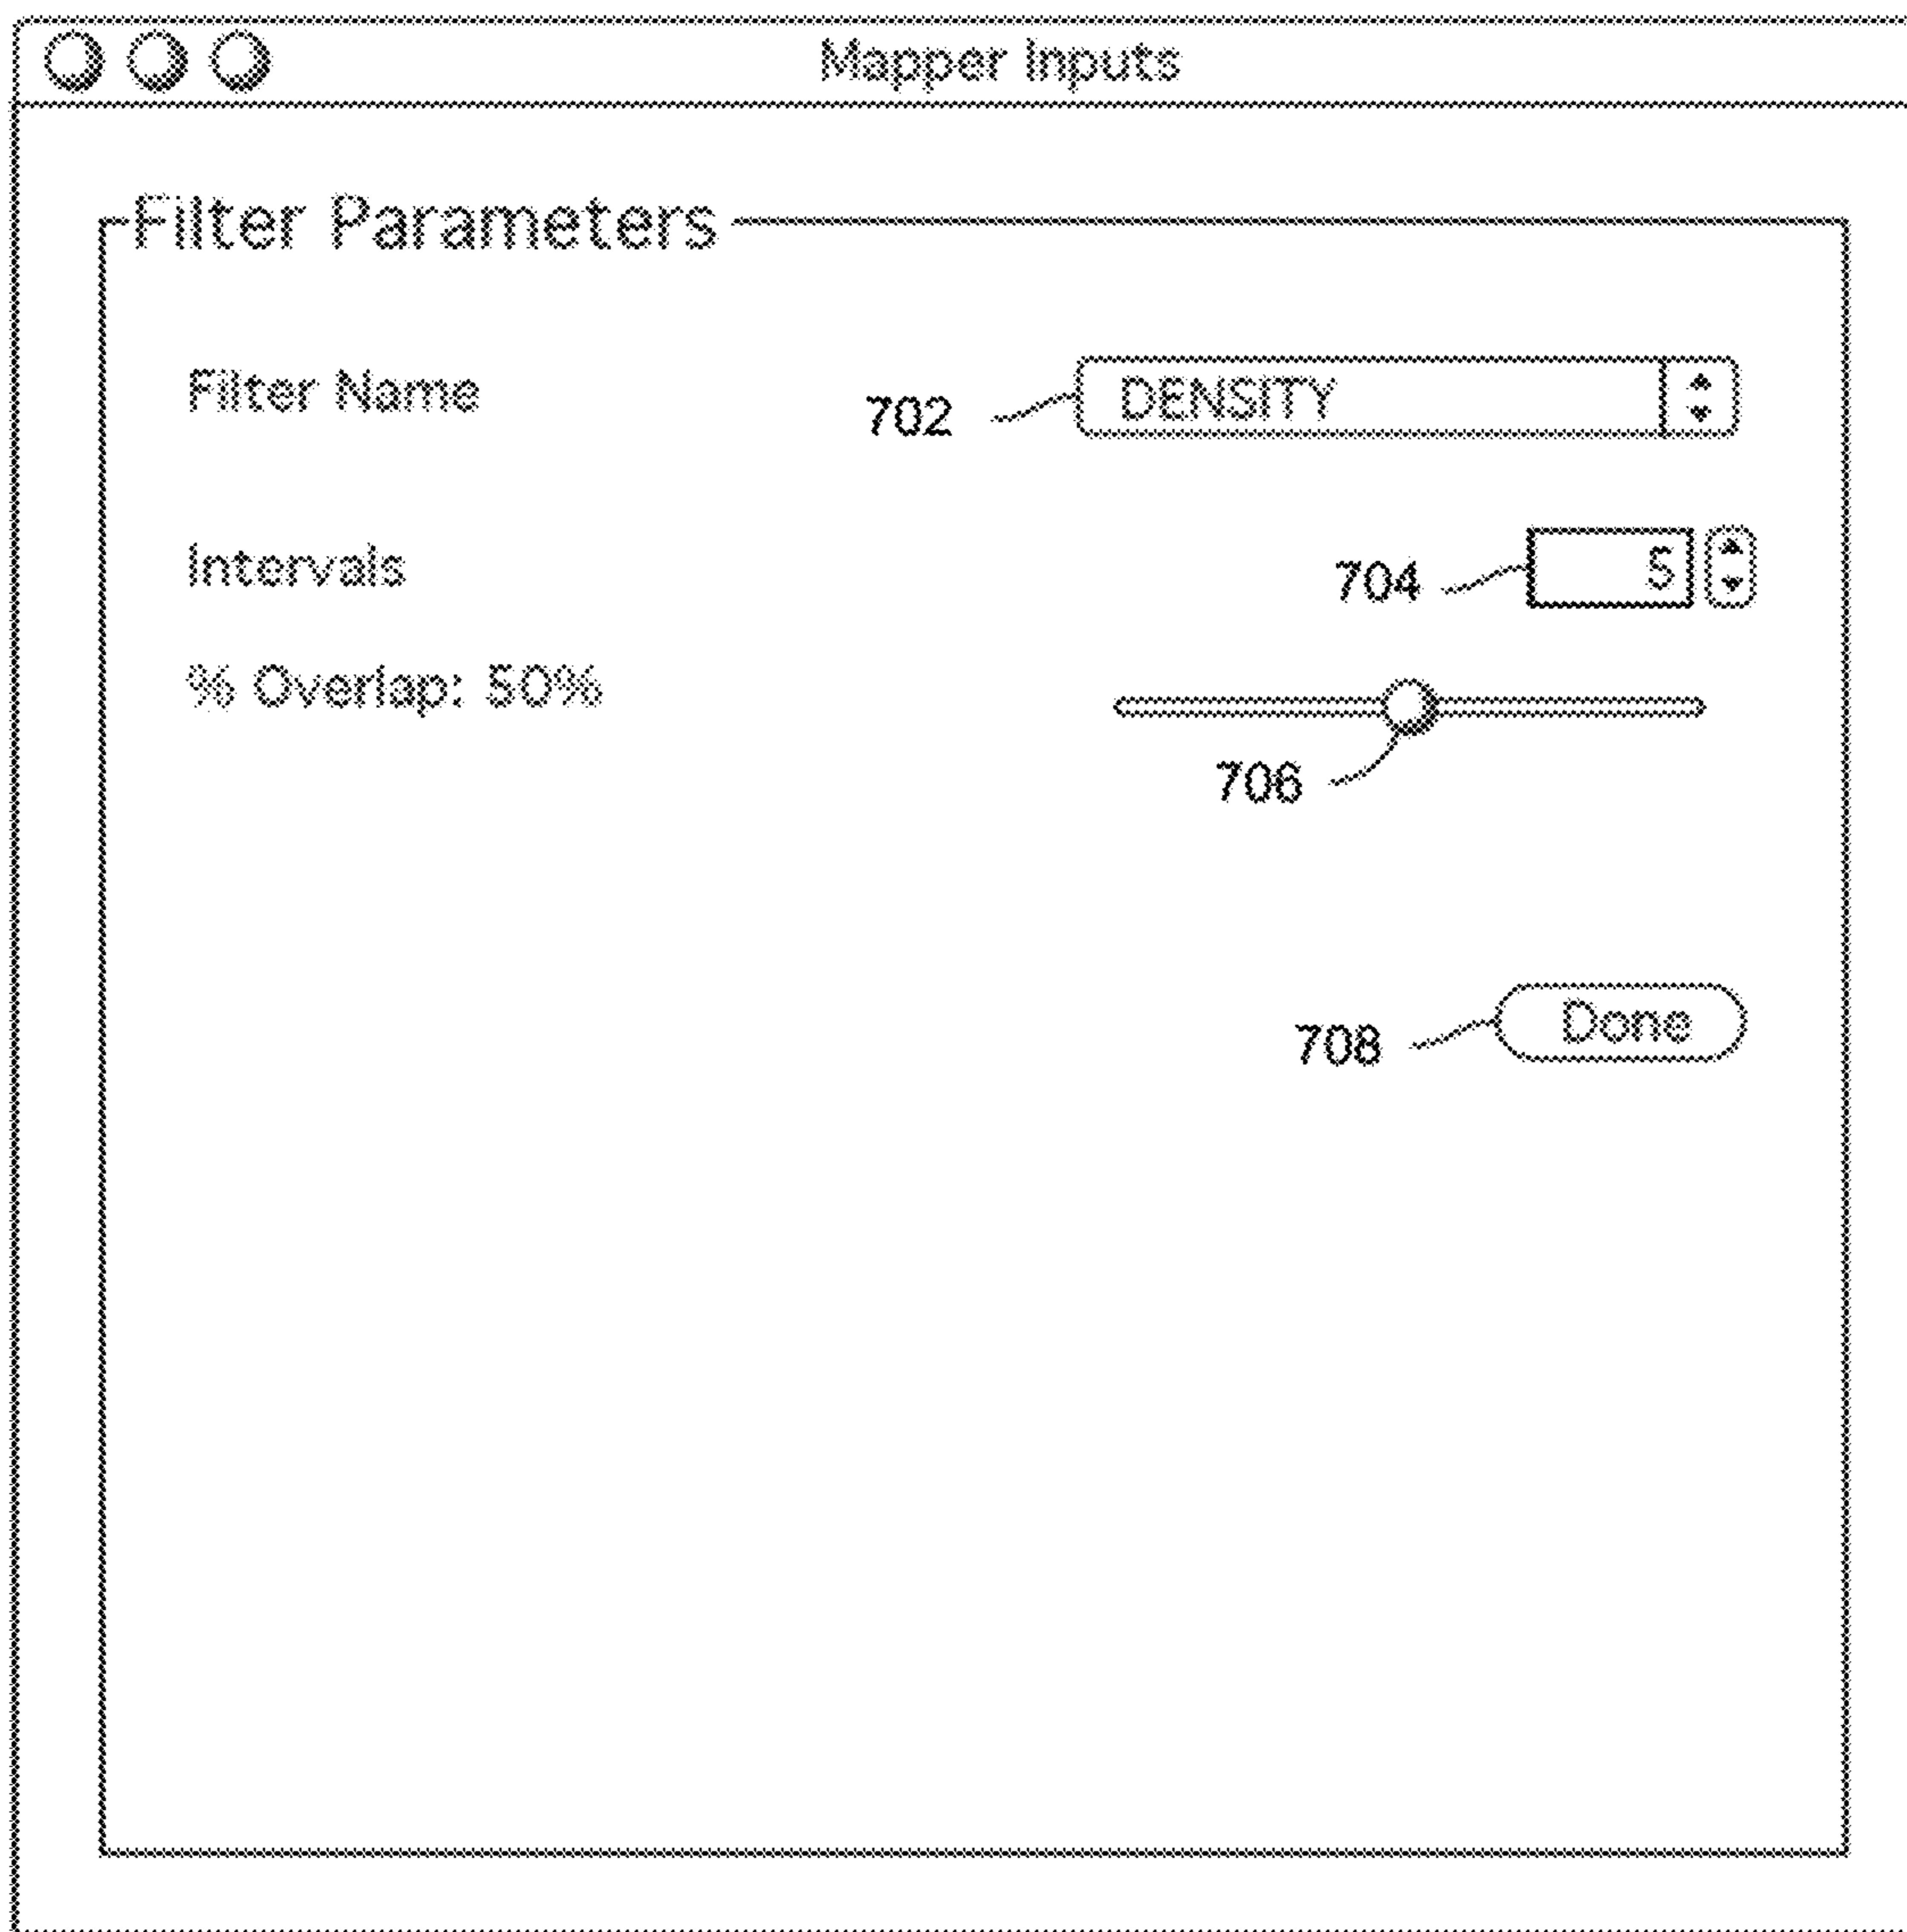 Mapper Inputs
Filter Parameters
Filter Name 702 DENSITY
Intervals 704 5
% Overlap: 50%
706
708 Done